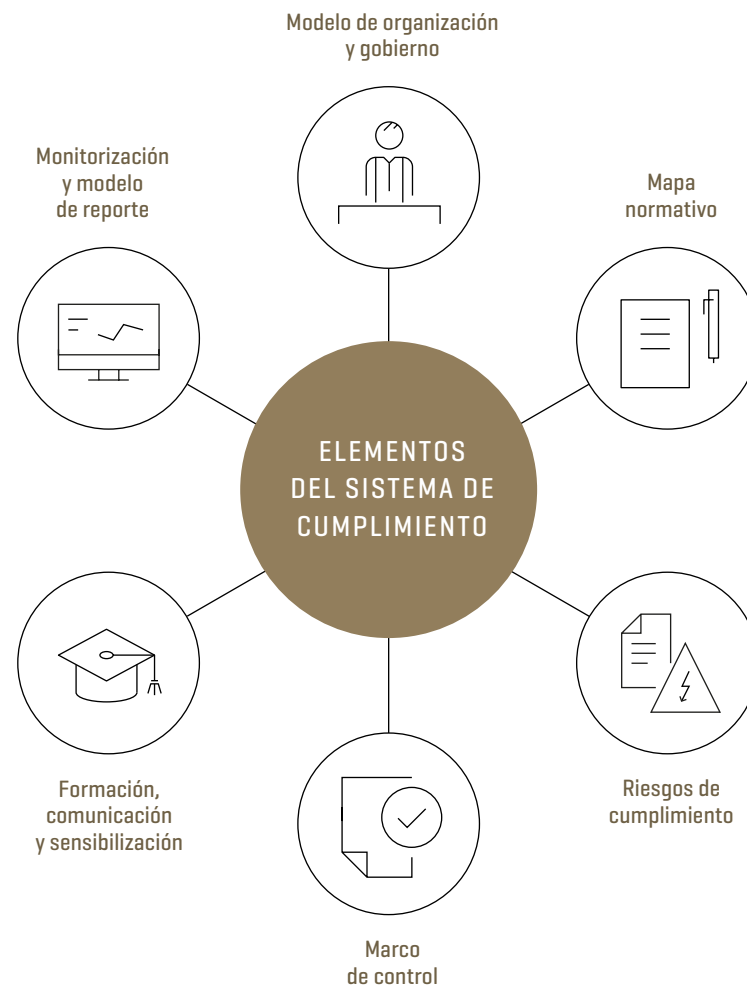 Modelo de organización
y gobierno
Monitorización
y modelo
de reporte
Mapa
normativo
ELEMENTOS
DEL SISTEMA DE
CUMPLIMIENTO
Formación,
comunicación
y sensibilización
Riesgos de
cumplimiento
Marco
de control